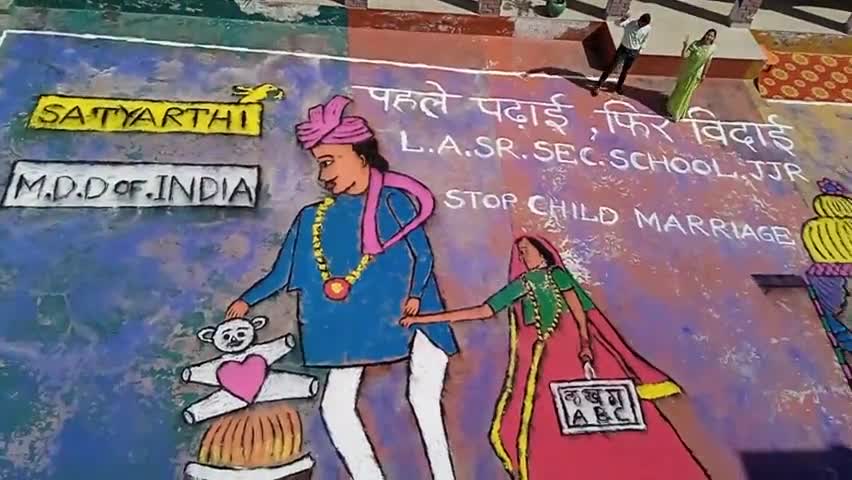 SATYARTHI
M.D.D OF.INDIA
पहले पढ़ाई ,फिर विदाई
L.A.SR.SEC.SCHOOL.JJR
STOP CHILD MARRIAGE
क ख ग
ABC